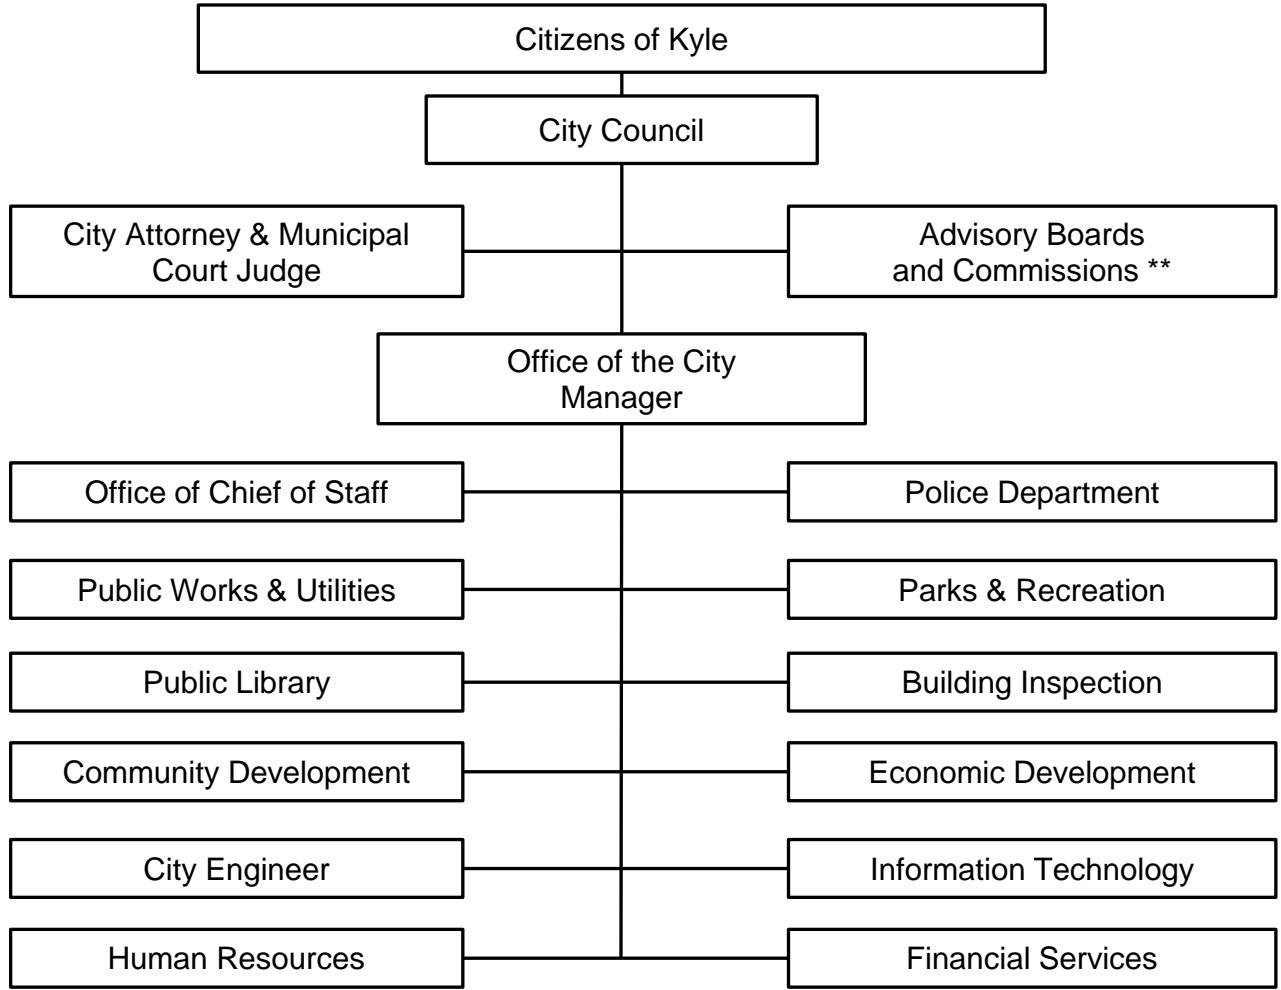 Citizens of Kyle
City Council
City Attorney & Municipal
Court Judge
Advisory Boards
and Commissions **
Office of the City
Manager
Office of Chief of Staff
Police Department
Public Works & Utilities
Parks & Recreation
Public Library
Building Inspection
Community Development
Economic Development
City Engineer
Information Technology
Human Resources
Financial Services